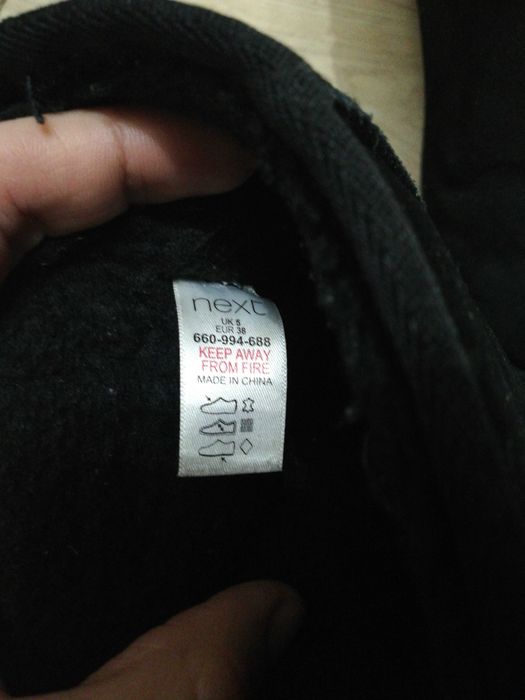 next
UK 5
EUR 38
660-994-688
KEEP AWAY
FROM FIRE
MADE IN CHINA